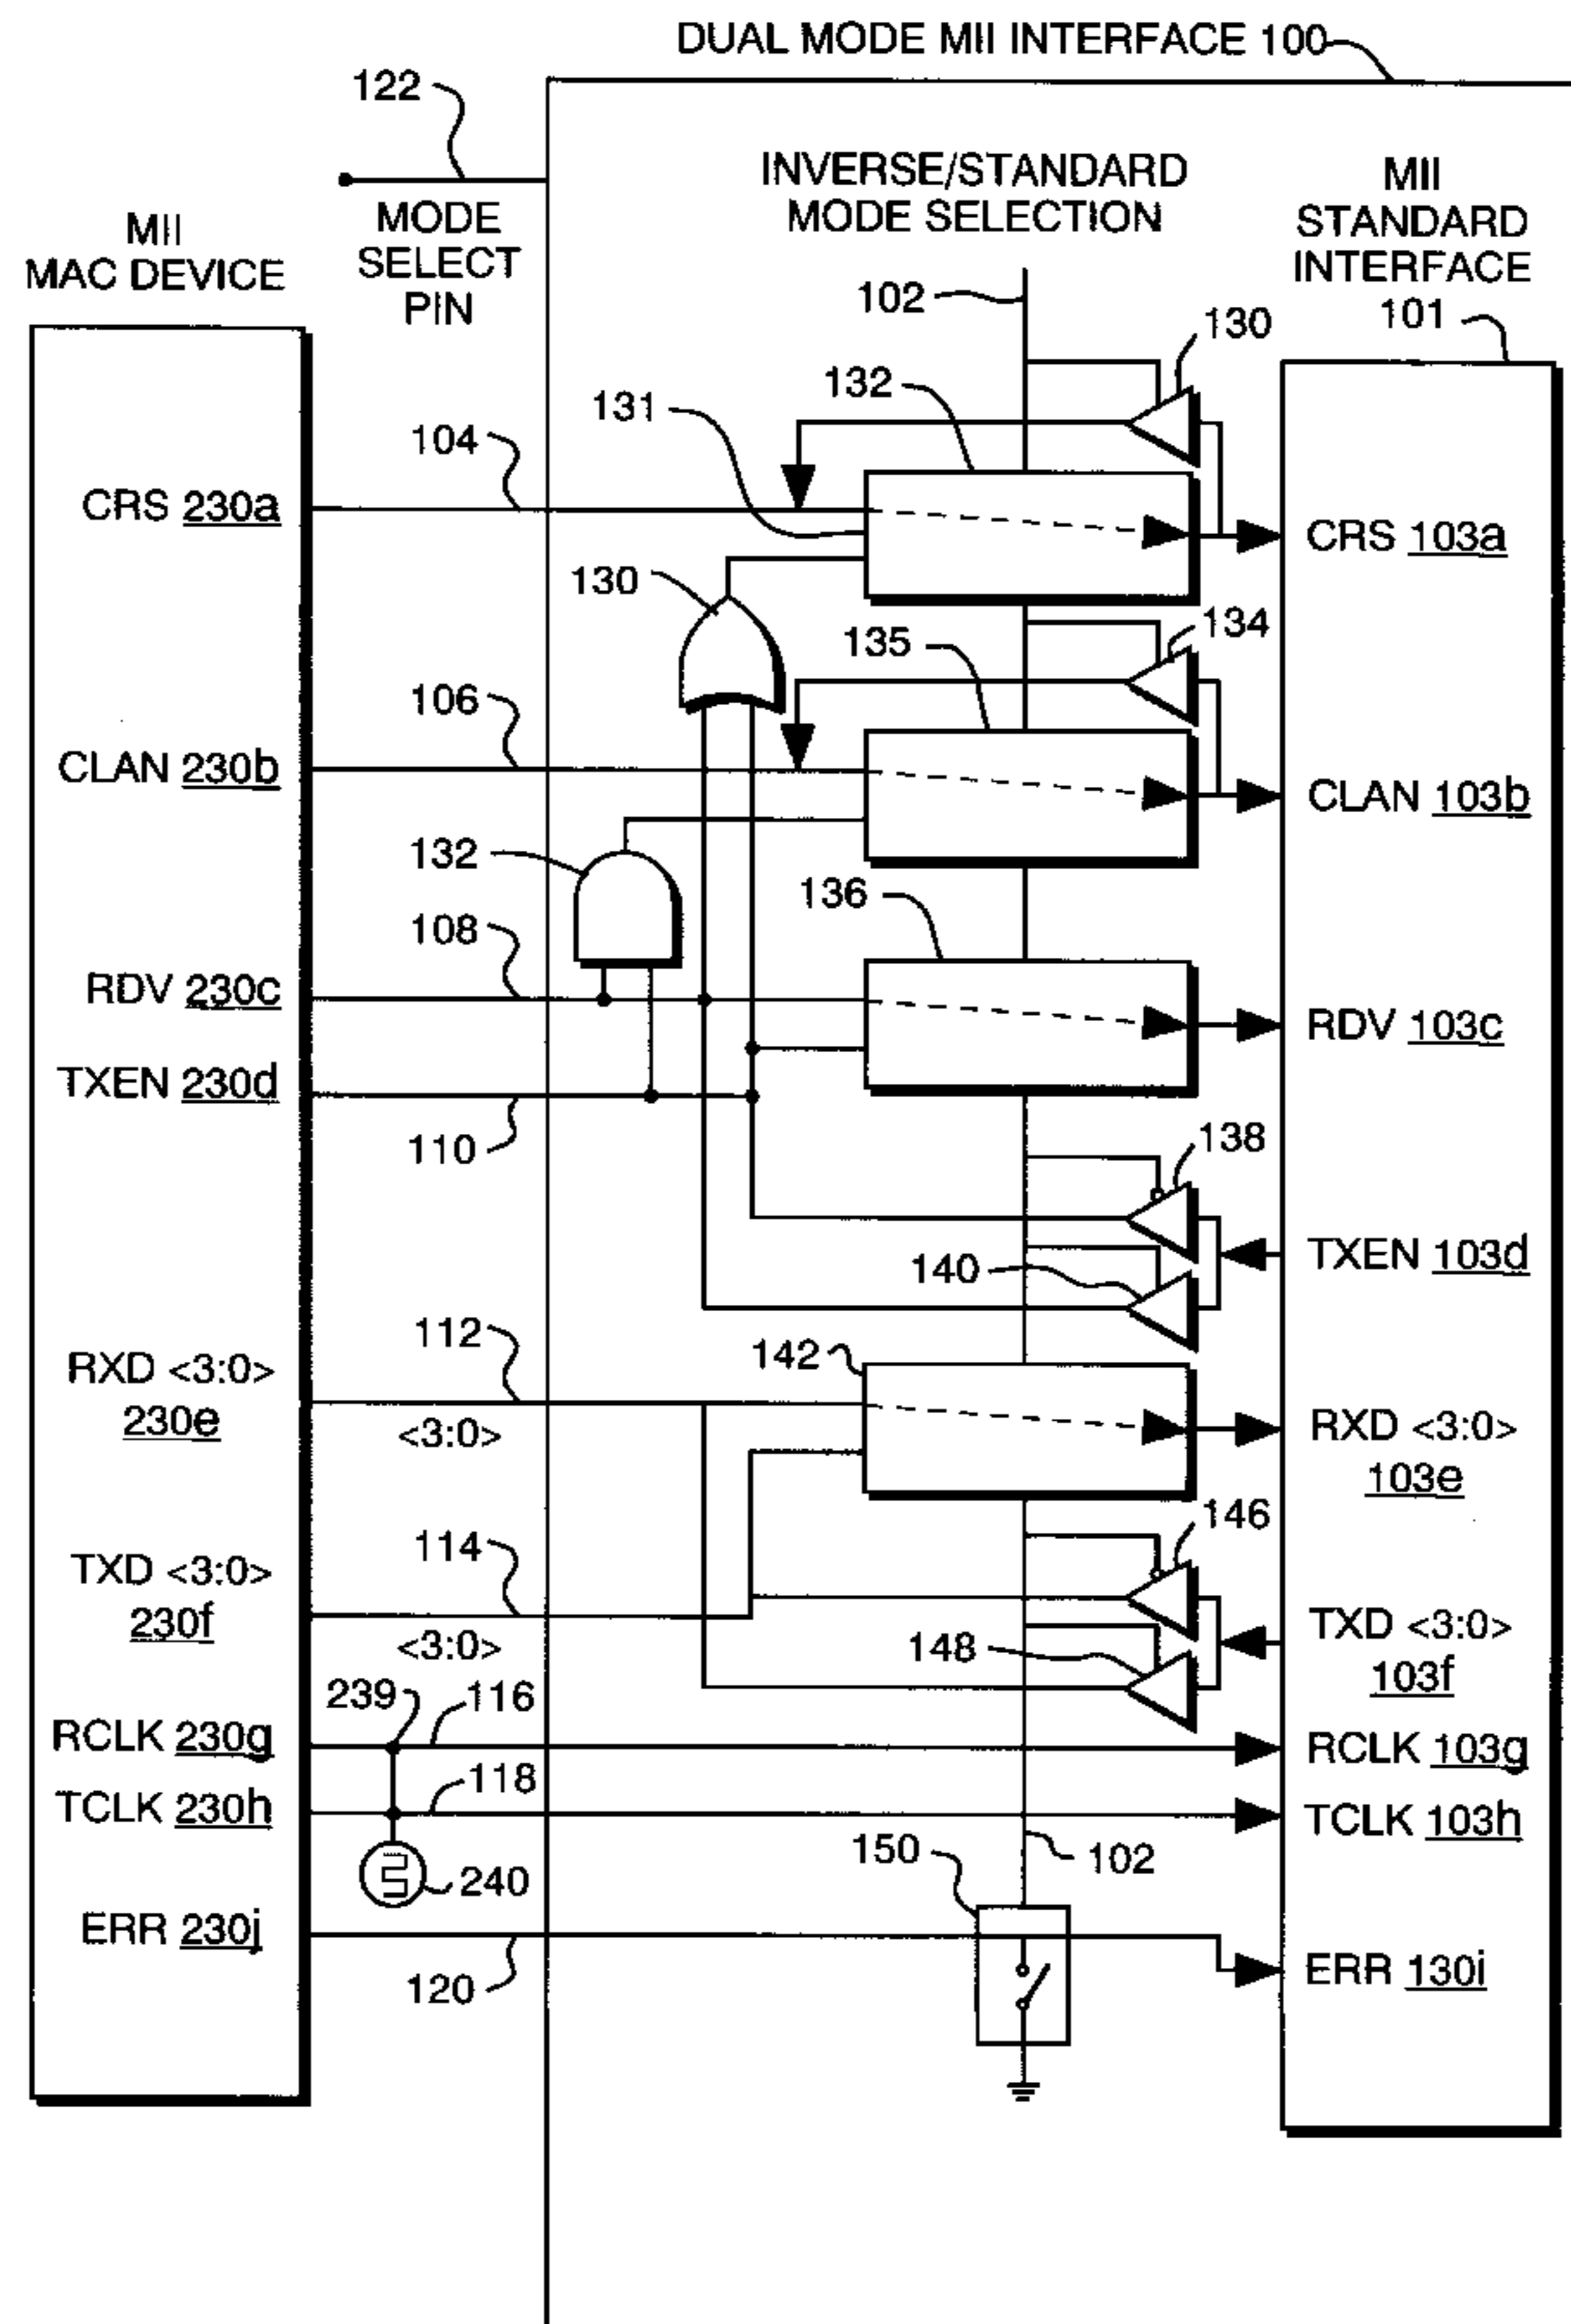 DUAL MODE MII INTERFACE 100
122
INVERSE/STANDARD
MODE SELECTION
MII
STANDARD
INTERFACE
101
MII
MAC DEVICE
MODE
SELECT
PIN
102
130
132
131
104
CRS 230a
CRS 103a
130
134
135
106
CLAN 230b
CLAN 103b
132
136
108
RDV 230c
RDV 103c
TXEN 230d
110
138
TXEN 103d
140
112
142
RXD <3:0>
230e
<3:0>
RXD <3:0>
103e
146
114
TXD <3:0>
230f
<3:0>
TXD <3:0>
103f
148
239
116
RCLK 230g
RCLK 103g
118
TCLK 230h
TCLK 103h
150
102
240
ERR 230j
120
ERR 130i